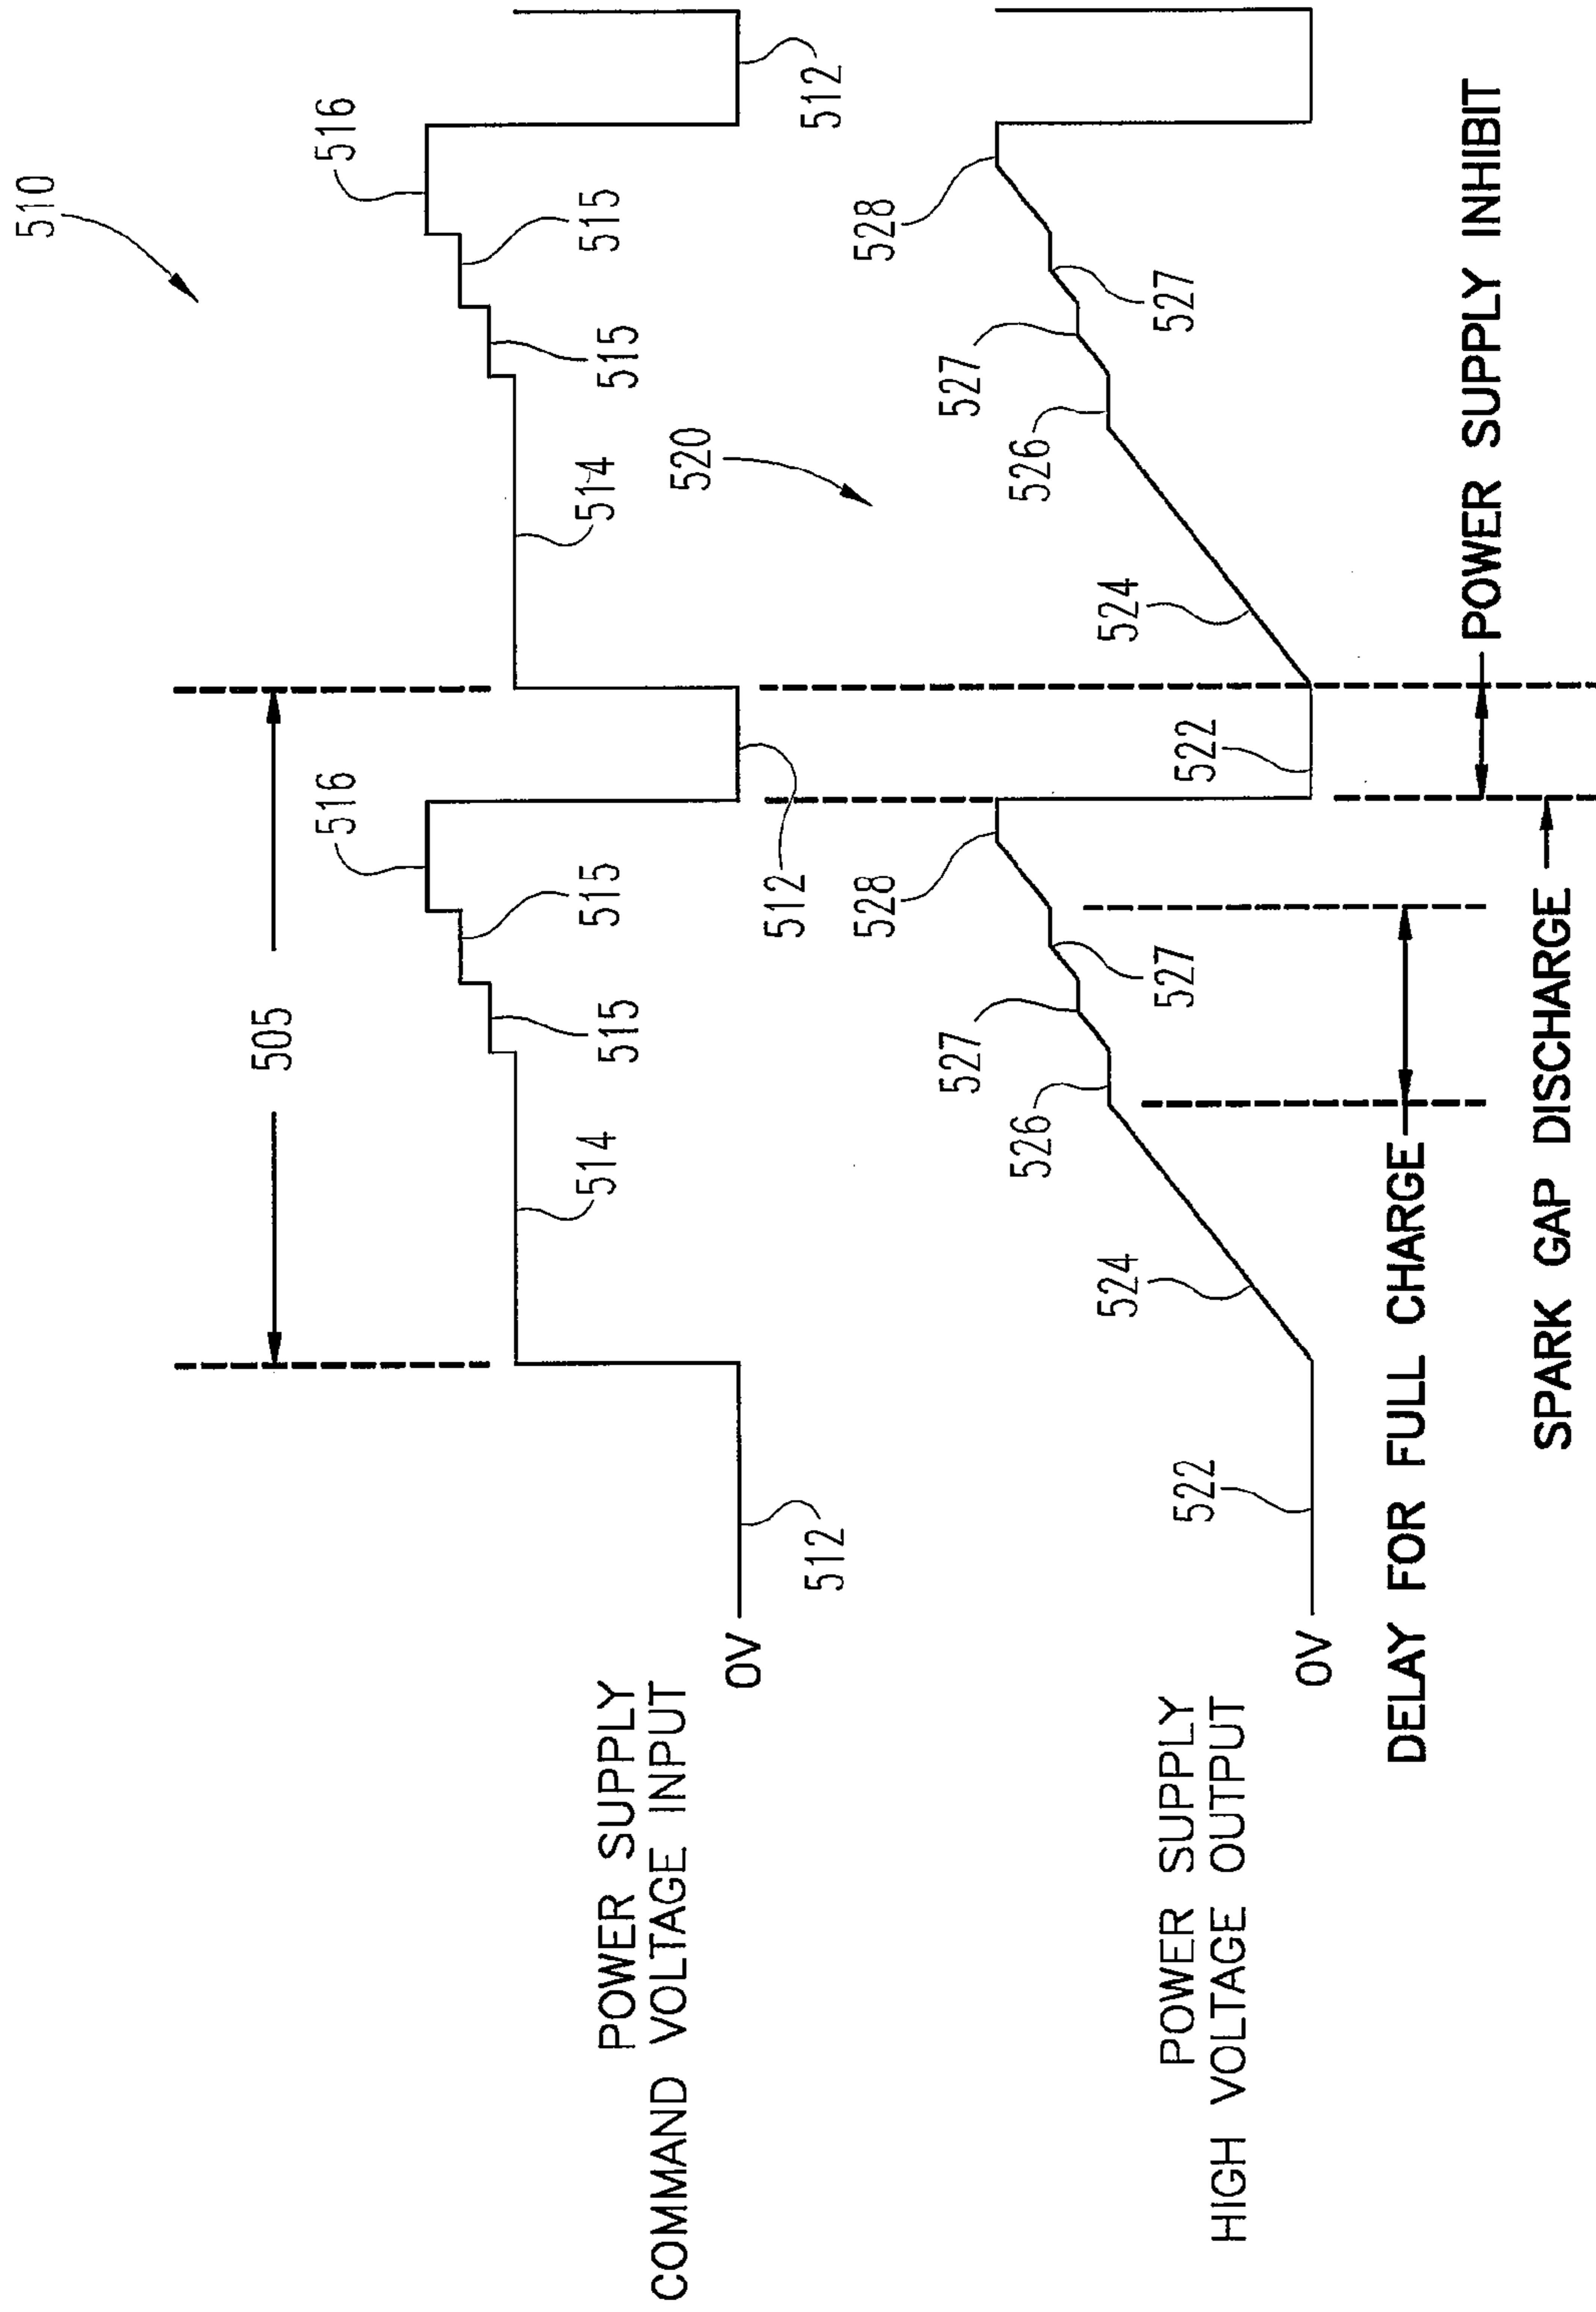 510
505
516
516
514
515
515
514
515
515
POWER SUPPLY
COMMAND VOLTAGE INPUT
0V
512
512
512
520
528
528
527
527
526
526
524
524
527
527
522
522
POWER SUPPLY
HIGH VOLTAGE OUTPUT
0V
DELAY FOR FULL CHARGE
POWER SUPPLY INHIBIT
SPARK GAP DISCHARGE